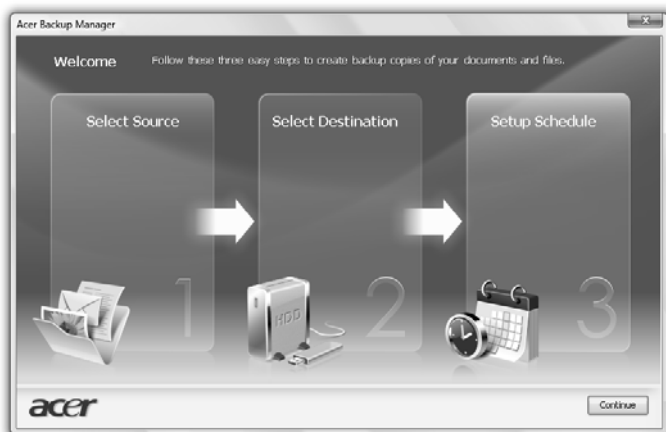 Acer Backup Manager
Welcome
Follow these three easy steps to create backup copies of your documents and files.
Select Source
Select Destination
Setup Schedule
1
HDD
2
3
acer
Continue